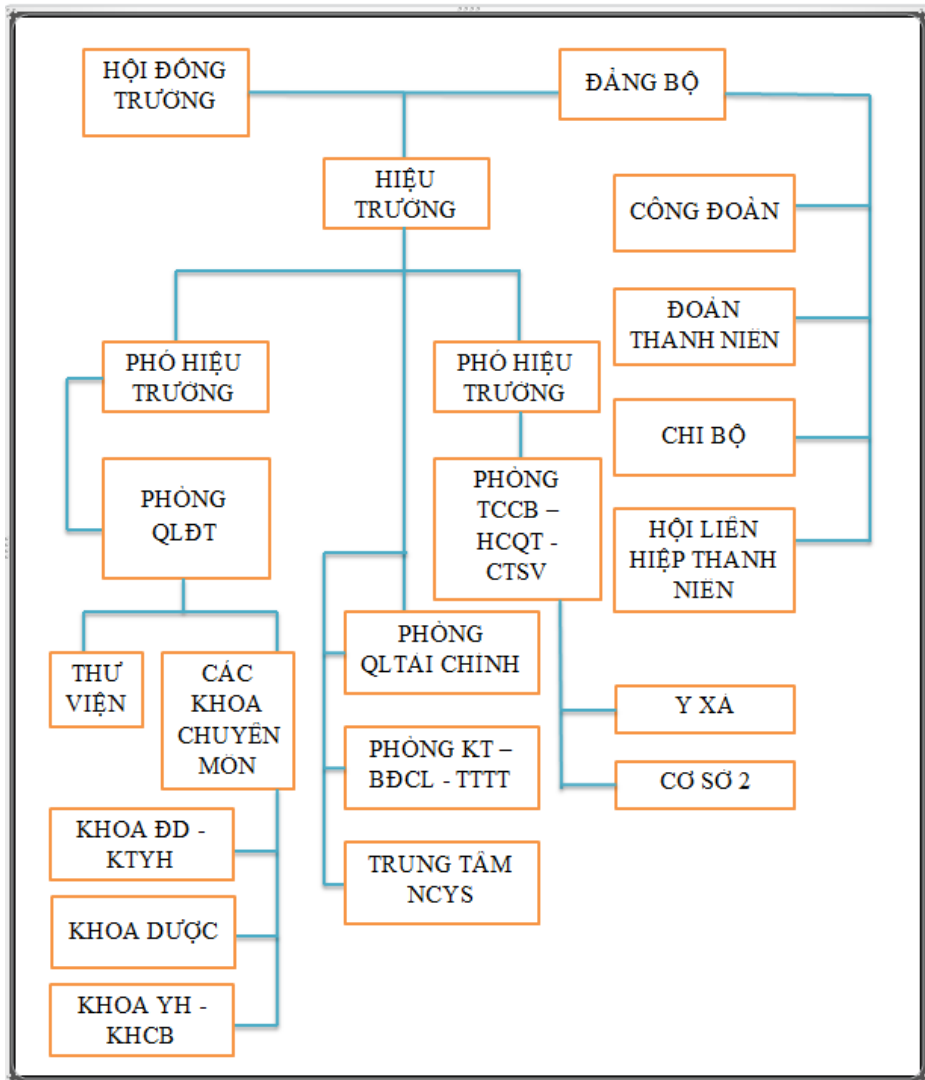 HỘI ĐỒNG
TRƯỜNG
ĐẢNG BỘ
HIỆU
TRƯỞNG
CÔNG ĐOÀN
ĐOÀN
THANH NIÊN
PHÓ HIỆU
TRƯỞNG
PHÓ HIỆU
TRƯỞNG
CHI BỘ
PHÒNG
QLĐT
PHÒNG
TCCB –
HCQT -
CTSV
HỘI LIÊN
HIỆP THANH
NIÊN
THƯ
VIỆN
CÁC
KHOA
CHUYÊN
MÔN
PHÒNG
QLTÀI CHÍNH
Y XÁ
PHÒNG KT –
BĐCL - TTTT
CƠ SỞ 2
KHOA ĐD -
KTYH
TRUNG TÂM
NCYS
KHOA DƯỢC
KHOA YH -
KHCB